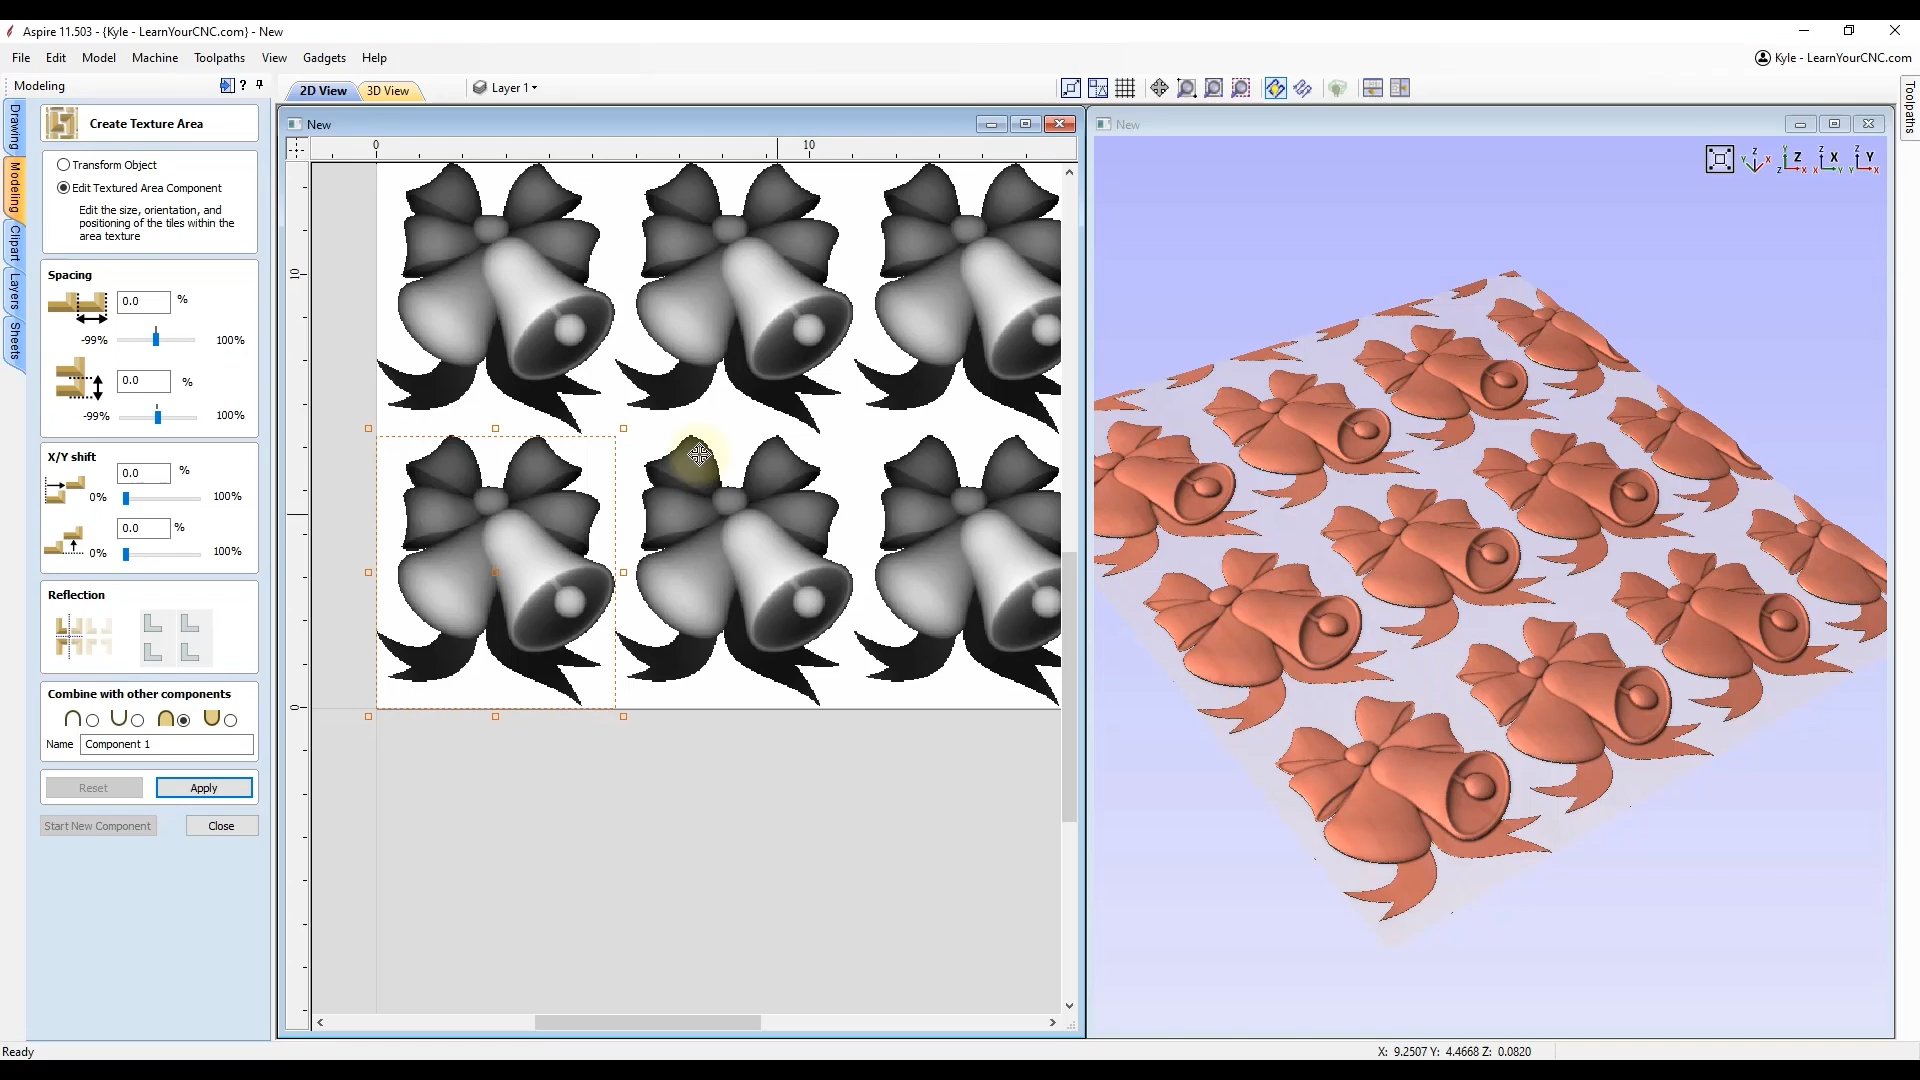 Aspire 11.503 - {Kyle - LearnYourCNC.com} - New
File Edit Model Machine Toolpaths View Gadgets Help
Kyle - LearnYourCNC.com
Modeling
?
2D View
3D View
Layer 1
Toolpaths
Drawing
Modeling
Clipart
Layers
Sheets
Create Texture Area
Transform Object
Edit Textured Area Component
Edit the size, orientation, and
positioning of the tiles within the
area texture
Spacing
0.0 %
-99% 100%
0.0 %
-99% 100%
X/Y shift
0.0 %
0% 100%
0.0 %
0% 100%
Reflection
Combine with other components
Name Component 1
Reset Apply
Start New Component Close
New
0 10
10
0
New
Z Y X
Y Z X Z
Z X Y
Z Y X
Ready
X: 9.2507 Y: 4.4668 Z: 0.0820